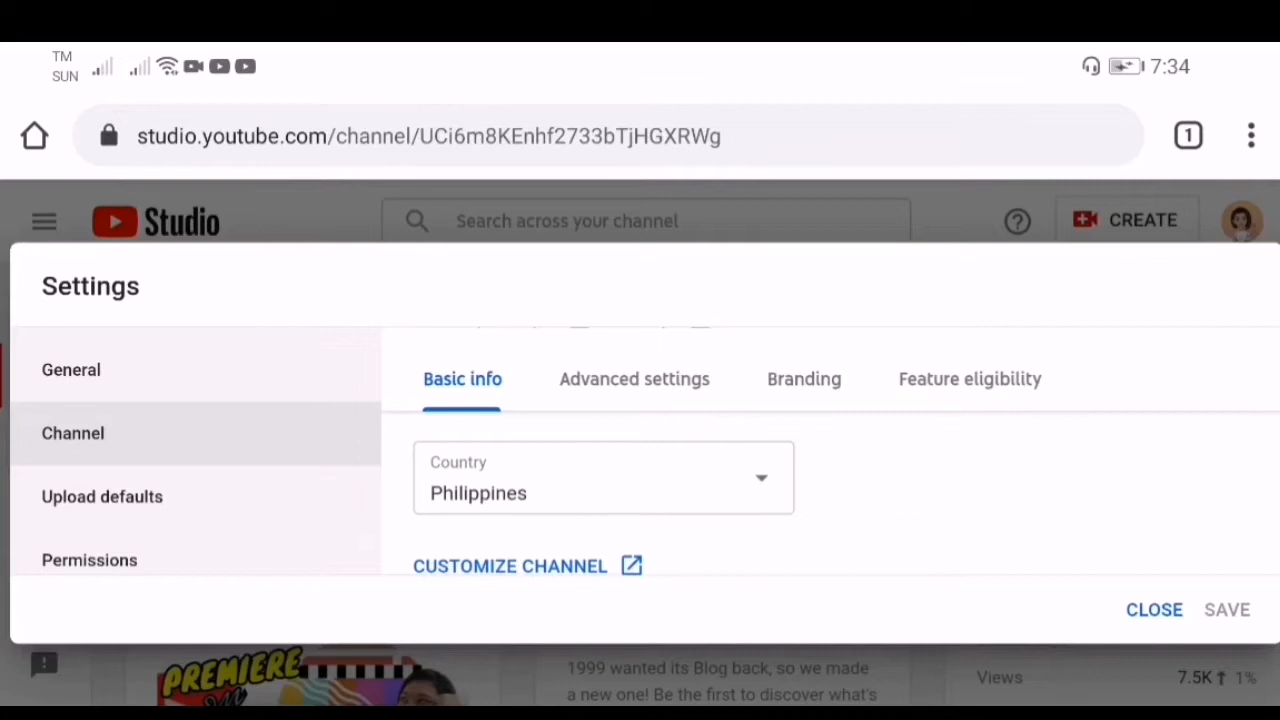 TM
SUN
7:34
studio.youtube.com/channel/UCi6m8KEnhf2733bTjHGXRWg
1
Studio
Search across your channel
CREATE
Settings
General
Channel
Upload defaults
Permissions
Basic info
Advanced settings
Branding
Feature eligibility
Country
Philippines
CUSTOMIZE CHANNEL
CLOSE
SAVE
PREMIERE
1999 wanted its Blog back, so we made
a new one! Be the first to discover what's
Views
7.5K
1%